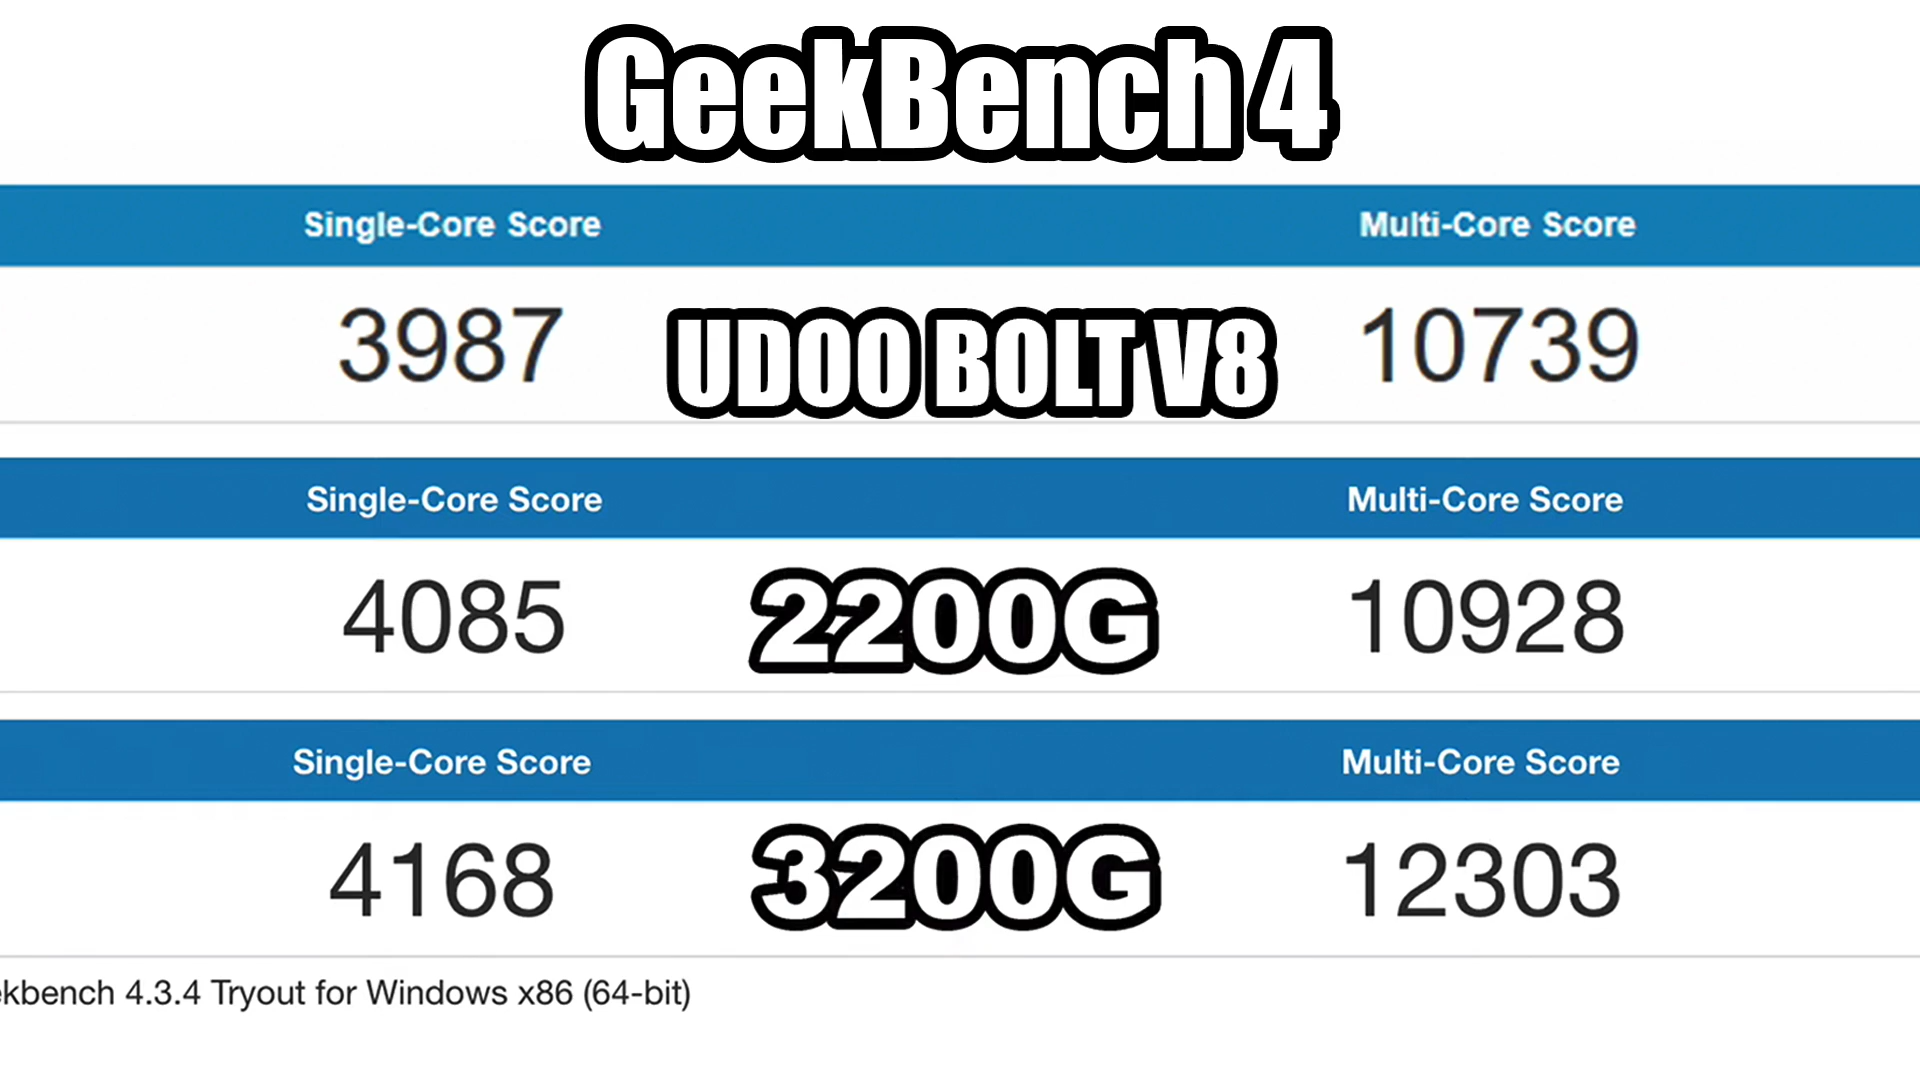 GeekBench 4
Single-Core Score Multi-Core Score
3987 UDOO BOLT V8 10739
Single-Core Score Multi-Core Score
4085 2200G 10928
Single-Core Score Multi-Core Score
4168 3200G 12303
kbench 4.3.4 Tryout for Windows x86 (64-bit)